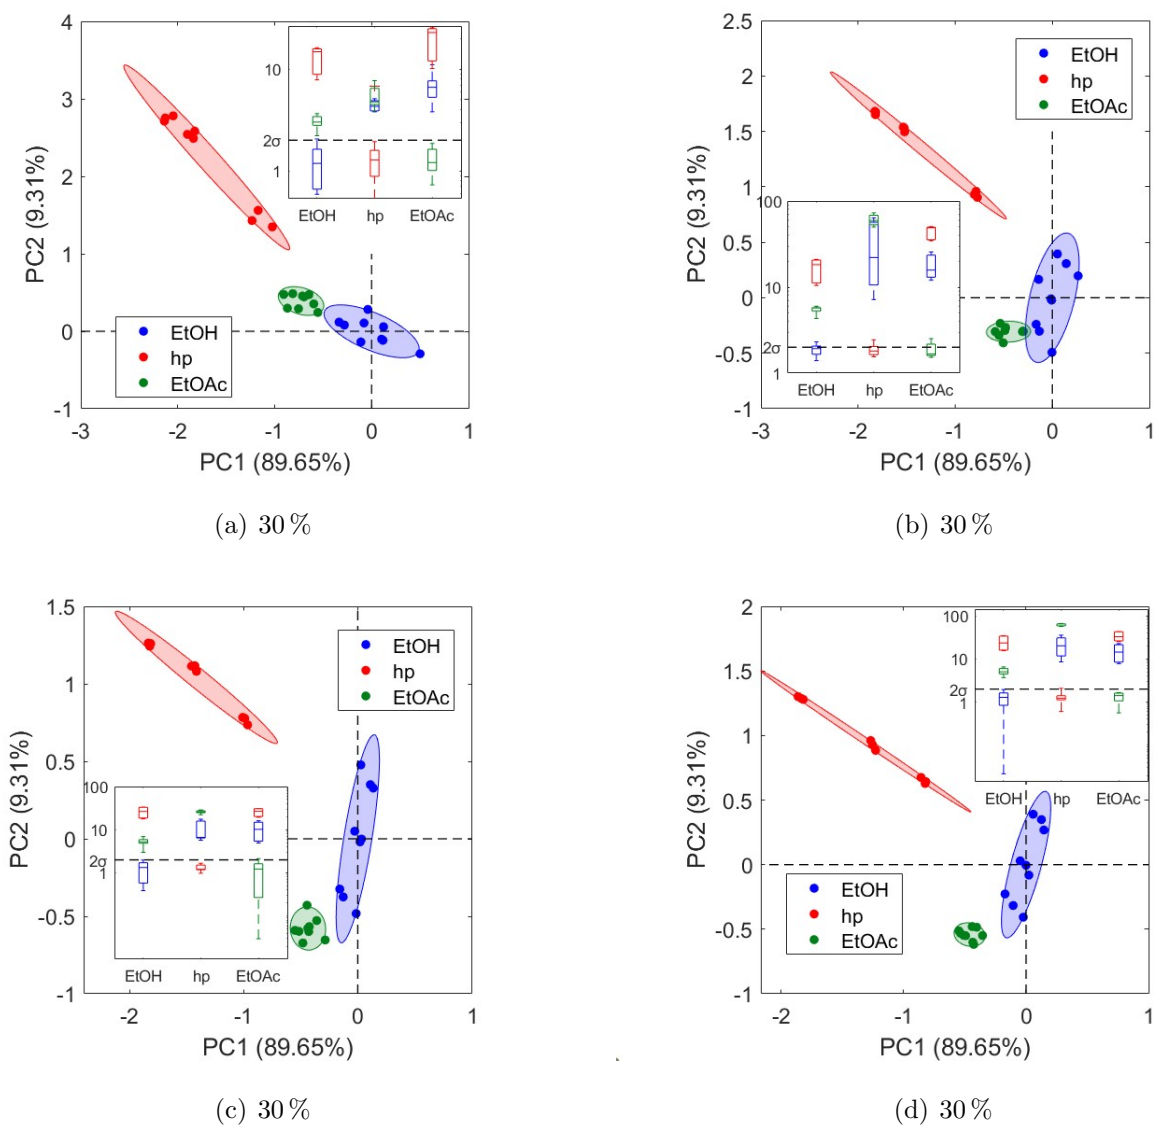 4
3
2
1
0
-1
-3
-2
-1
0
1
PC2 (9.31%)
PC1 (89.65%)
10
2σ
1
EtOH hp EtOAc
EtOH
hp
EtOAc
(a) 30 %
2.5
2
1.5
1
0.5
0
-0.5
-1
-3
-2
-1
0
1
PC2 (9.31%)
PC1 (89.65%)
EtOH
hp
EtOAc
100
10
2σ
1
EtOH hp EtOAc
(b) 30 %
1.5
1
0.5
0
-0.5
-1
-2
-1
0
1
PC2 (9.31%)
PC1 (89.65%)
EtOH
hp
EtOAc
100
10
2σ
1
EtOH hp EtOAc
(c) 30 %
2
1.5
1
0.5
0
-0.5
-1
-2
-1
0
1
PC2 (9.31%)
PC1 (89.65%)
100
10
2σ
1
EtOH hp EtOAc
EtOH
hp
EtOAc
(d) 30 %